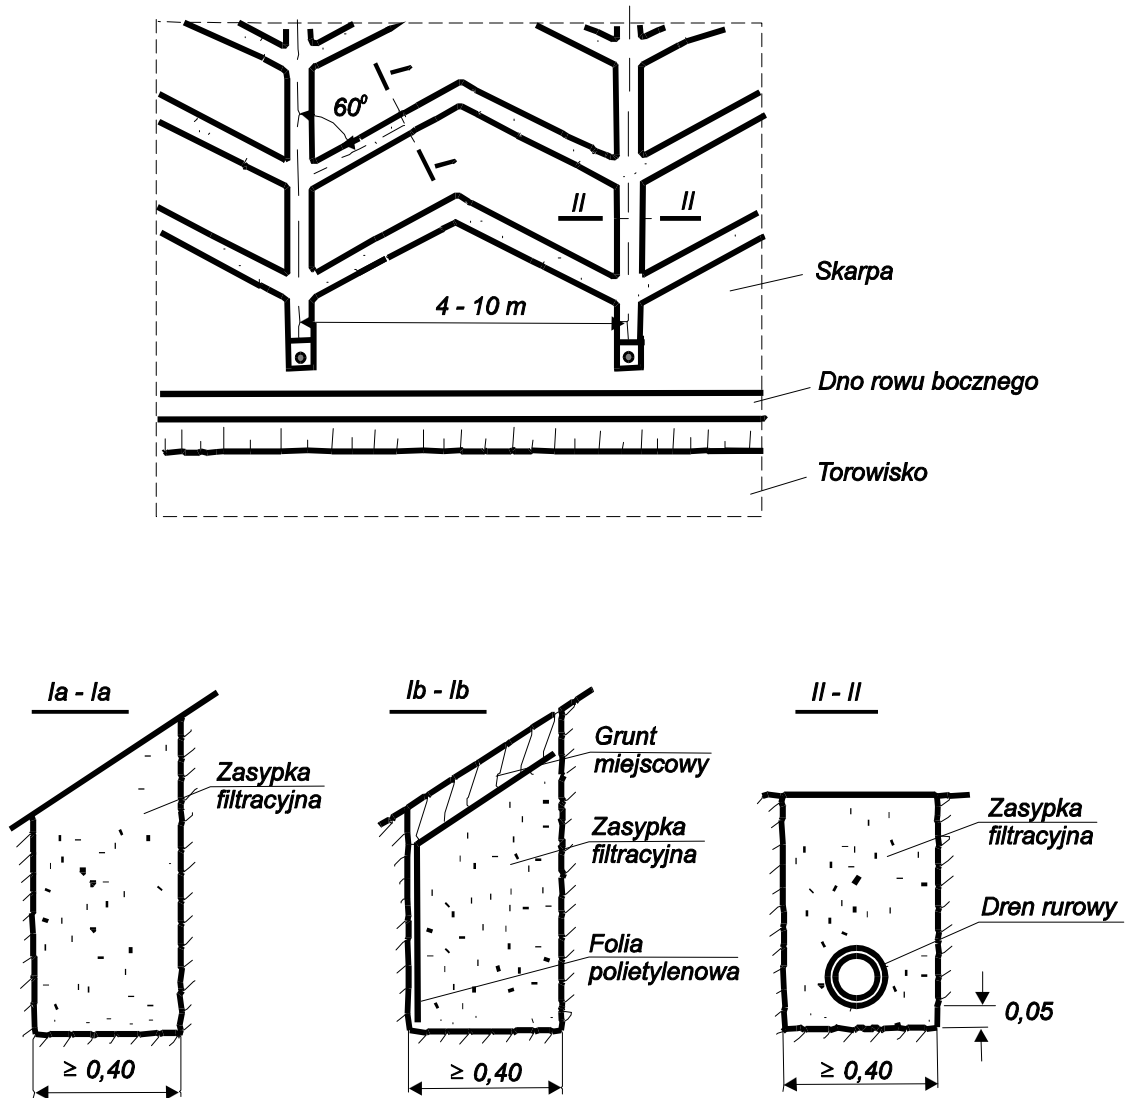 I
60⁰
I
II
II
Skarpa
4 - 10 m
Dno rowu bocznego
Torowisko
Ia - Ia
Zasypka
filtracyjna
≥ 0,40
Ib - Ib
Grunt
miejscowy
Zasypka
filtracyjna
Folia
polietylenowa
≥ 0,40
II - II
Zasypka
filtracyjna
Dren rurowy
0,05
≥ 0,40